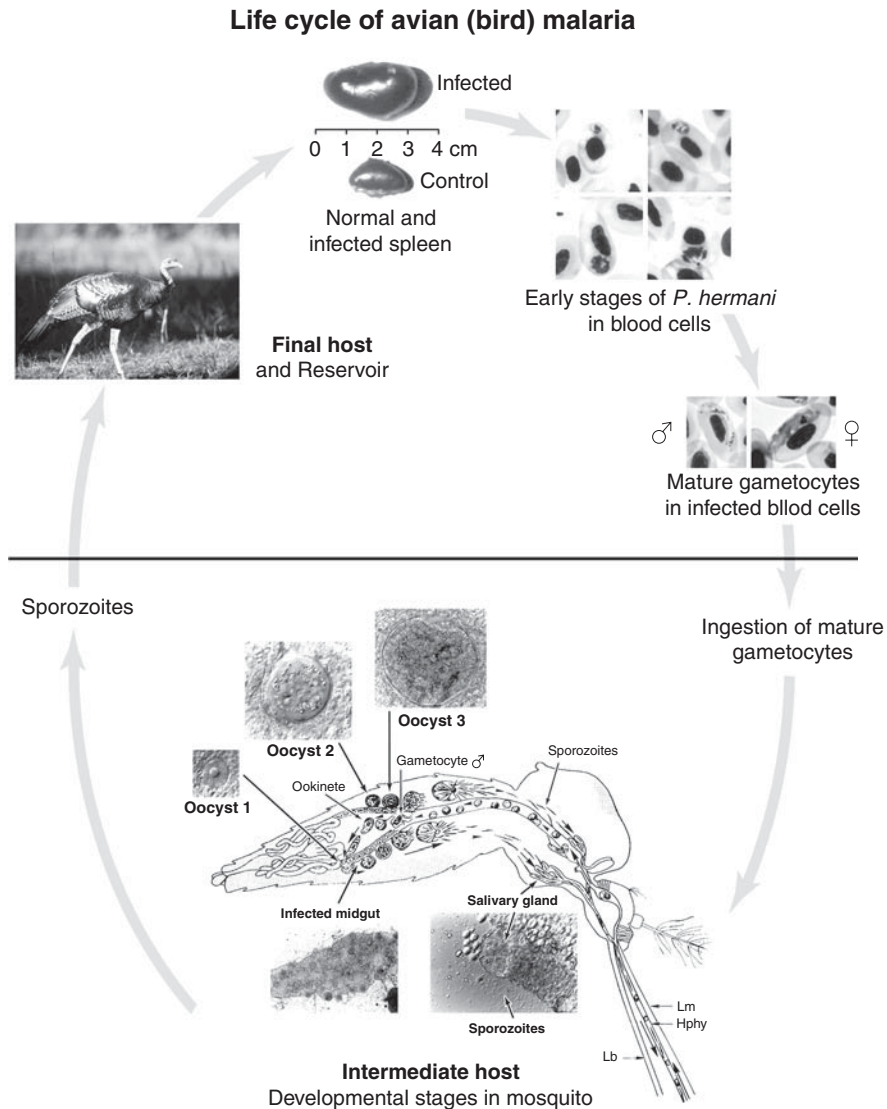 Life cycle of avian (bird) malaria
Infected
0 1 2 3 4 cm
Control
Normal and
infected spleen
Early stages of P. hermani
in blood cells
Final host
and Reservoir
♂
♀
Mature gametocytes
in infected bllod cells
Sporozoites
Ingestion of mature
gametocytes
Oocyst 3
Oocyst 2
Oocyst 1
Gametocyte ♂
Sporozoites
Ookinete
Infected midgut
Salivary gland
Sporozoites
Lm
Hphy
Lb
Intermediate host
Developmental stages in mosquito